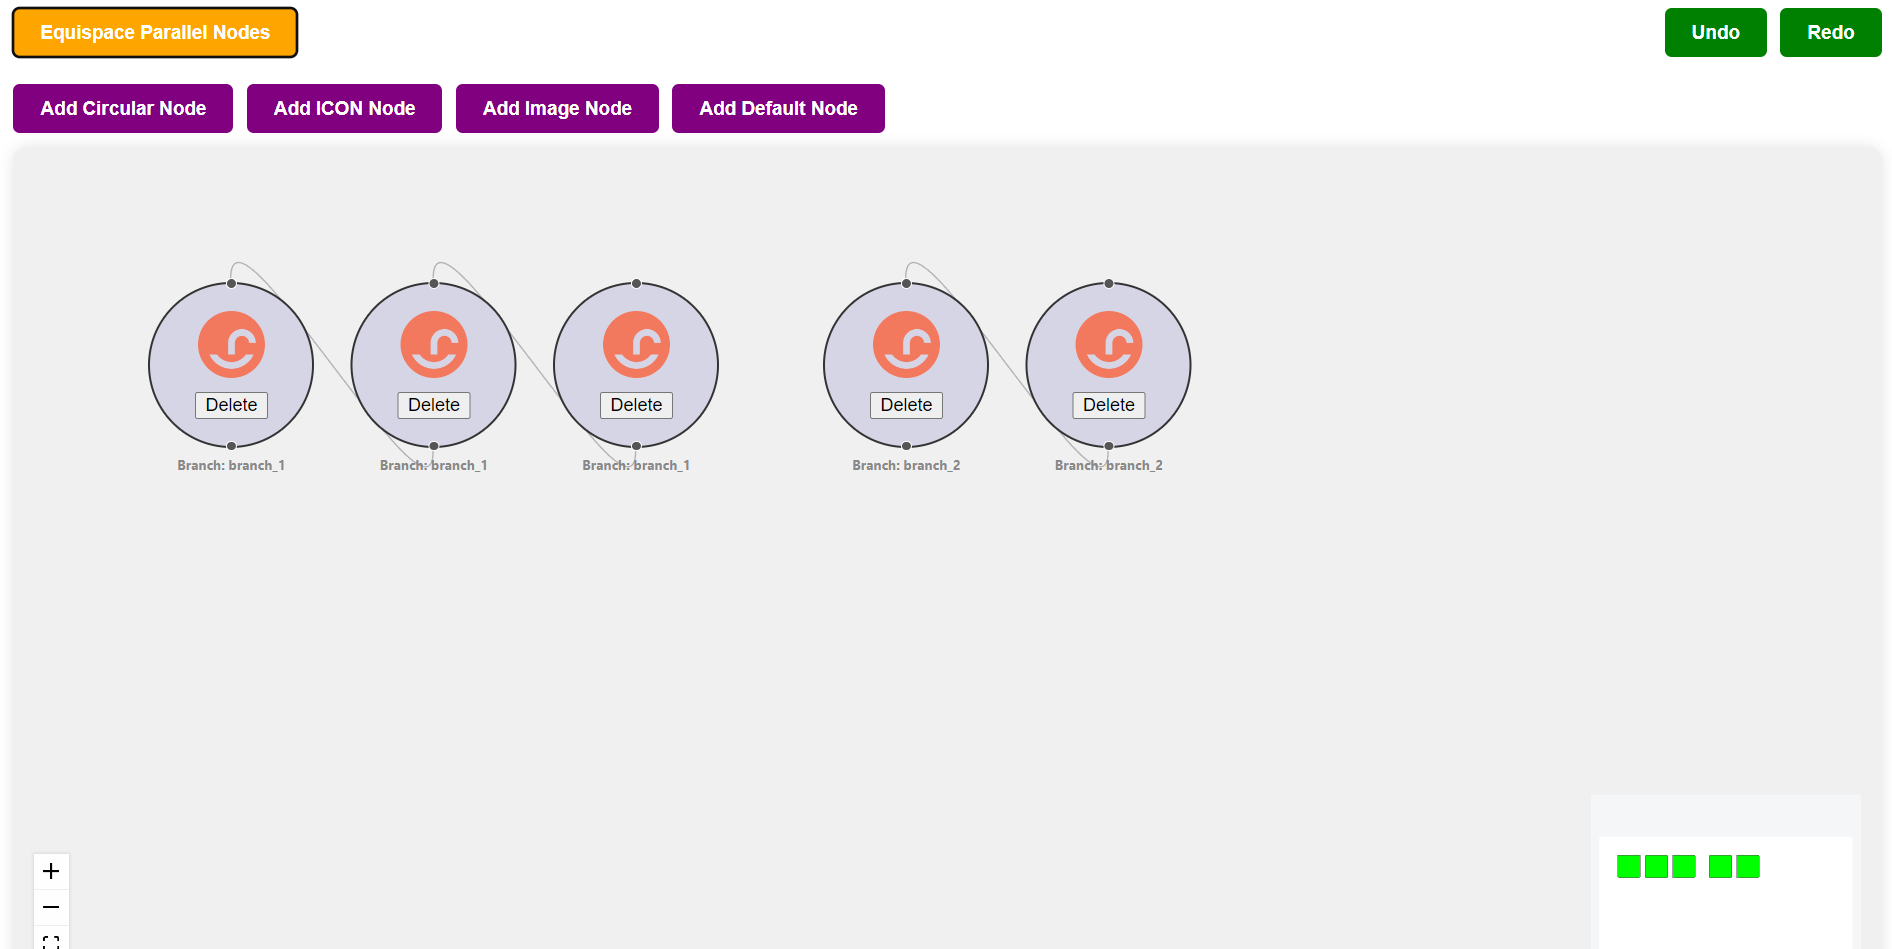 Equispace Parallel Nodes
Undo
Redo
Add Circular Node
Add ICON Node
Add Image Node
Add Default Node
Delete
Delete
Delete
Delete
Delete
Branch: branch_1
Branch: branch_1
Branch: branch_1
Branch: branch_2
Branch: branch_2